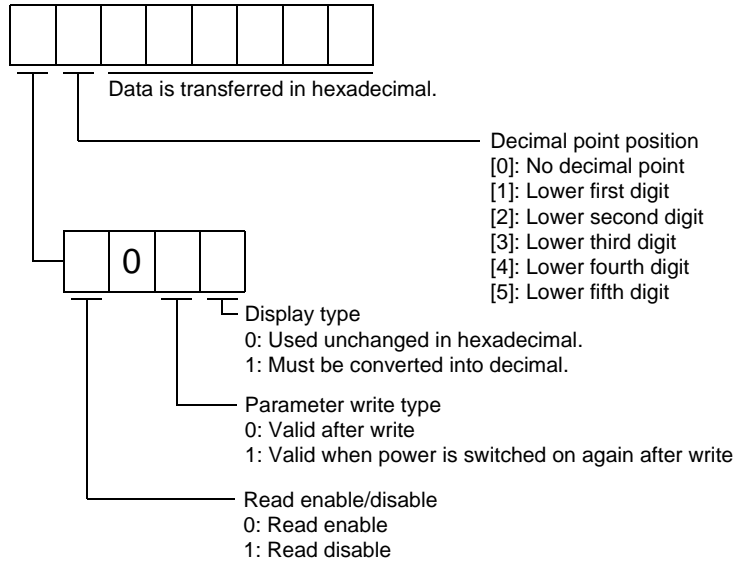 Data is transferred in hexadecimal.
Decimal point position
[0]: No decimal point
[1]: Lower first digit
[2]: Lower second digit
[3]: Lower third digit
[4]: Lower fourth digit
[5]: Lower fifth digit
0
Display type
0: Used unchanged in hexadecimal.
1: Must be converted into decimal.
Parameter write type
0: Valid after write
1: Valid when power is switched on again after write
Read enable/disable
0: Read enable
1: Read disable